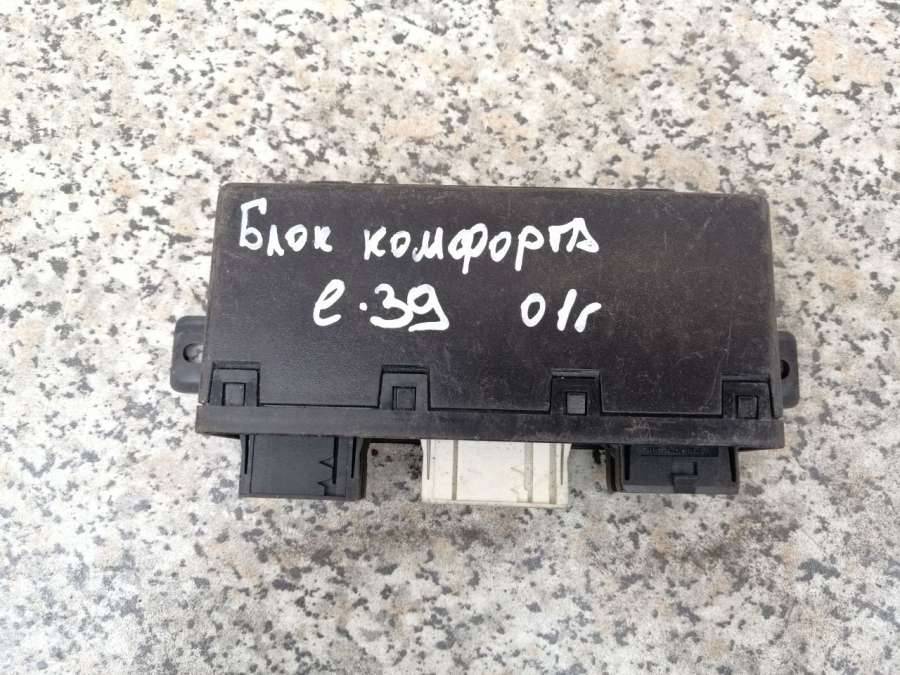 Блок комфорта
е.39 01г